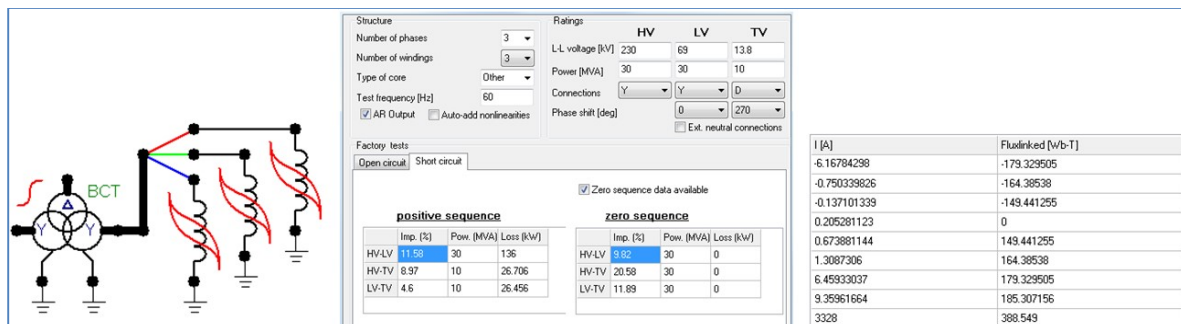 BCT
Y
Δ
Y
Structure
Number of phases 3
Number of windings 3
Type of core Other
Test frequency [Hz] 60
AR Output Auto-add nonlinearities
Ratings
HV LV TV
L-L voltage [kV] 230 69 13.8
Power [MVA] 30 30 10
Connections Y Y D
Phase shift [deg] 0 270
Ext. neutral connections
Factory tests
Open circuit Short circuit
Zero sequence data available
positive sequence
Imp. (%) Pow. (MVA) Loss (kW)
HV-LV 11.58 30 136
HV-TV 8.97 10 26.706
LV-TV 4.6 10 26.456
zero sequence
Imp. (%) Pow. (MVA) Loss (kW)
HV-LV 9.82 30 0
HV-TV 20.58 30 0
LV-TV 11.89 30 0
I [A] Fluxlinked [Wb-T]
-6.16784298 -179.329505
-0.750339826 -164.38538
-0.137101339 -149.441255
0.205281123 0
0.673881144 149.441255
1.3087306 164.38538
6.45933037 179.329505
9.35961664 185.307156
3328 388.549